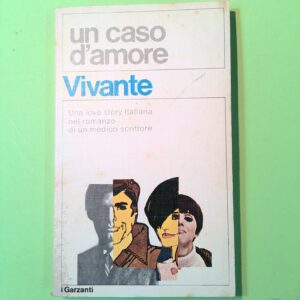 un caso
d'amore
Vivante
Una love story italiana
nel romanzo
di un medico scrittore
i Garzanti